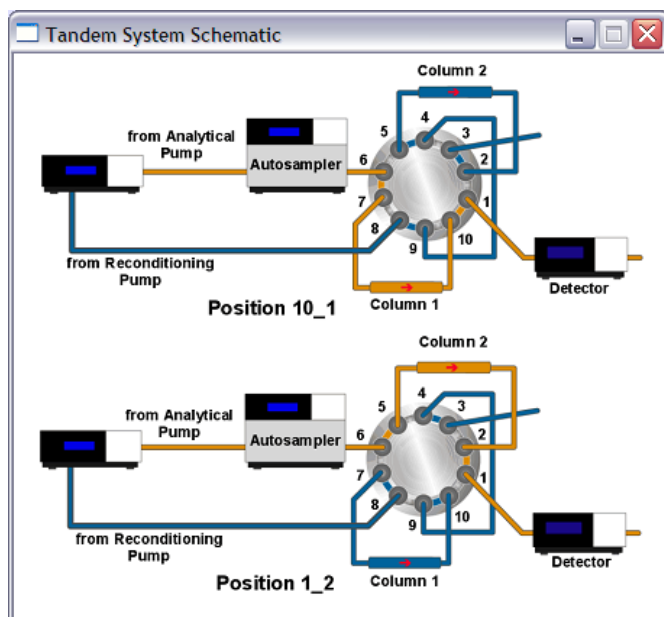 Tandem System Schematic
Column 2
from Analytical
Pump
Autosampler
5
4
3
6
2
7
1
8
9
10
from Reconditioning
Pump
Column 1
Detector
Position 10_1
Column 2
from Analytical
Pump
Autosampler
5
4
3
6
2
7
1
8
9
10
from Reconditioning
Pump
Column 1
Detector
Position 1_2